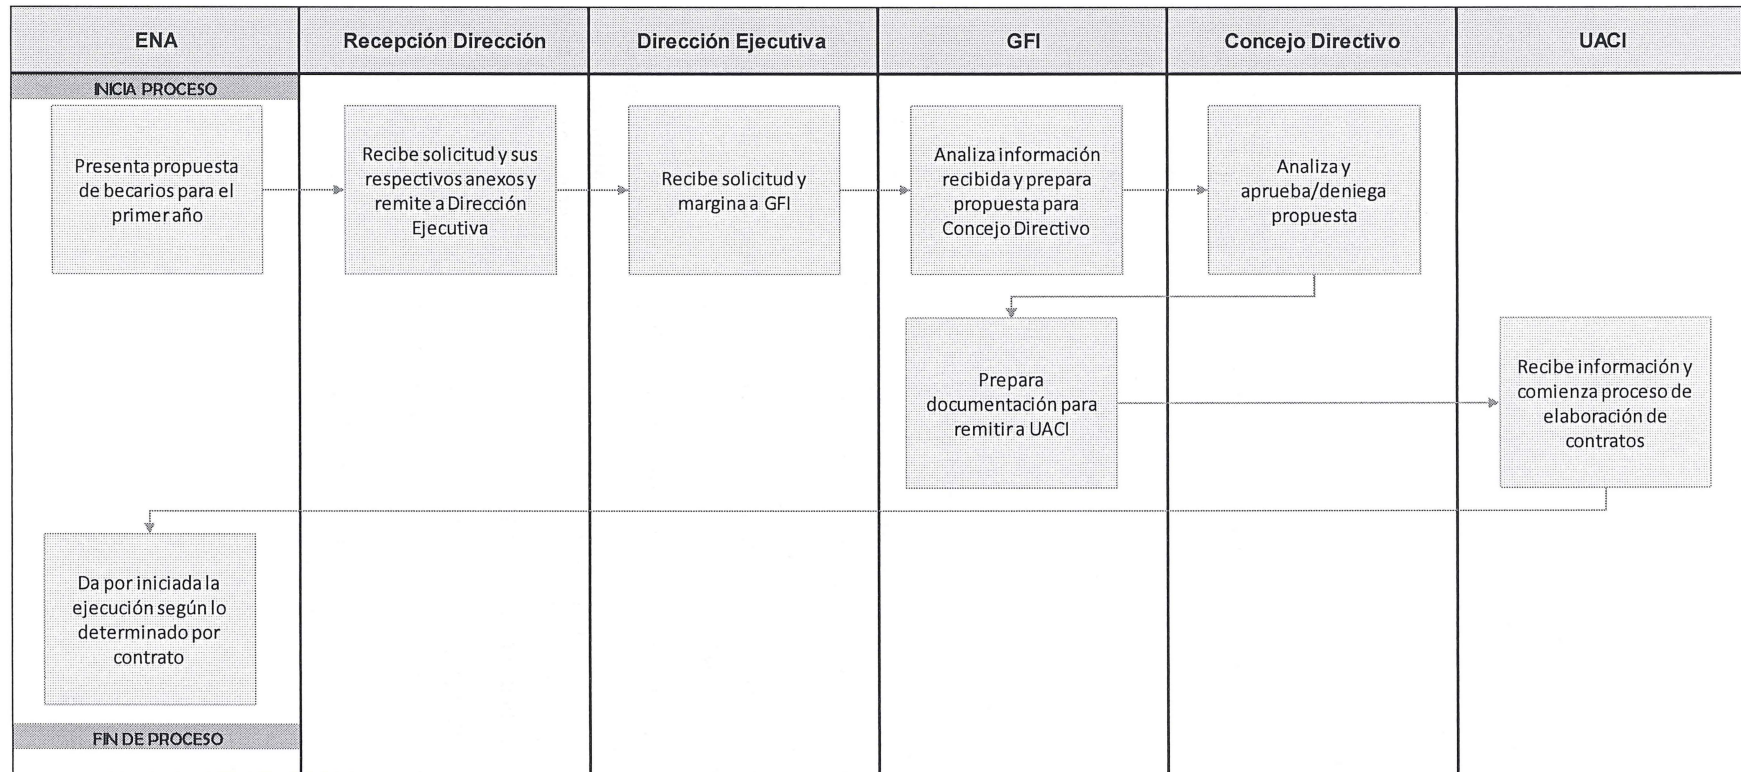 ENA
Recepción Dirección
Dirección Ejecutiva
GFI
Concejo Directivo
UACI
INICIA PROCESO
Presenta propuesta
de becarios para el
primer año
Recibe solicitud y sus
respectivos anexos y
remite a Dirección
Ejecutiva
Recibe solicitud y
margina a GFI
Analiza información
recibida y prepara
propuesta para
Concejo Directivo
Analiza y
aprueba/deniega
propuesta
Prepara
documentación para
remitir a UACI
Recibe información y
comienza proceso de
elaboración de
contratos
Da por iniciada la
ejecución según lo
determinado por
contrato
FIN DE PROCESO